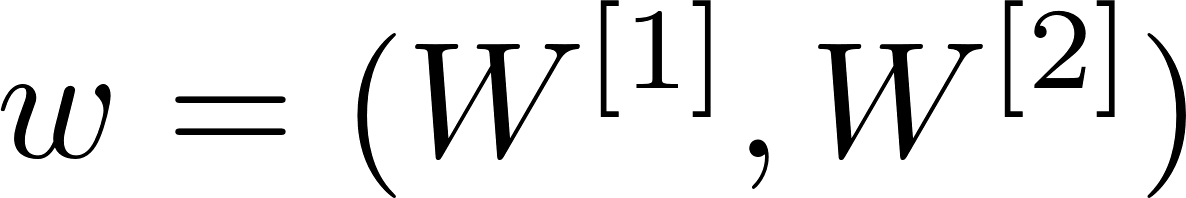 w = (W^{[1]}, W^{[2]})